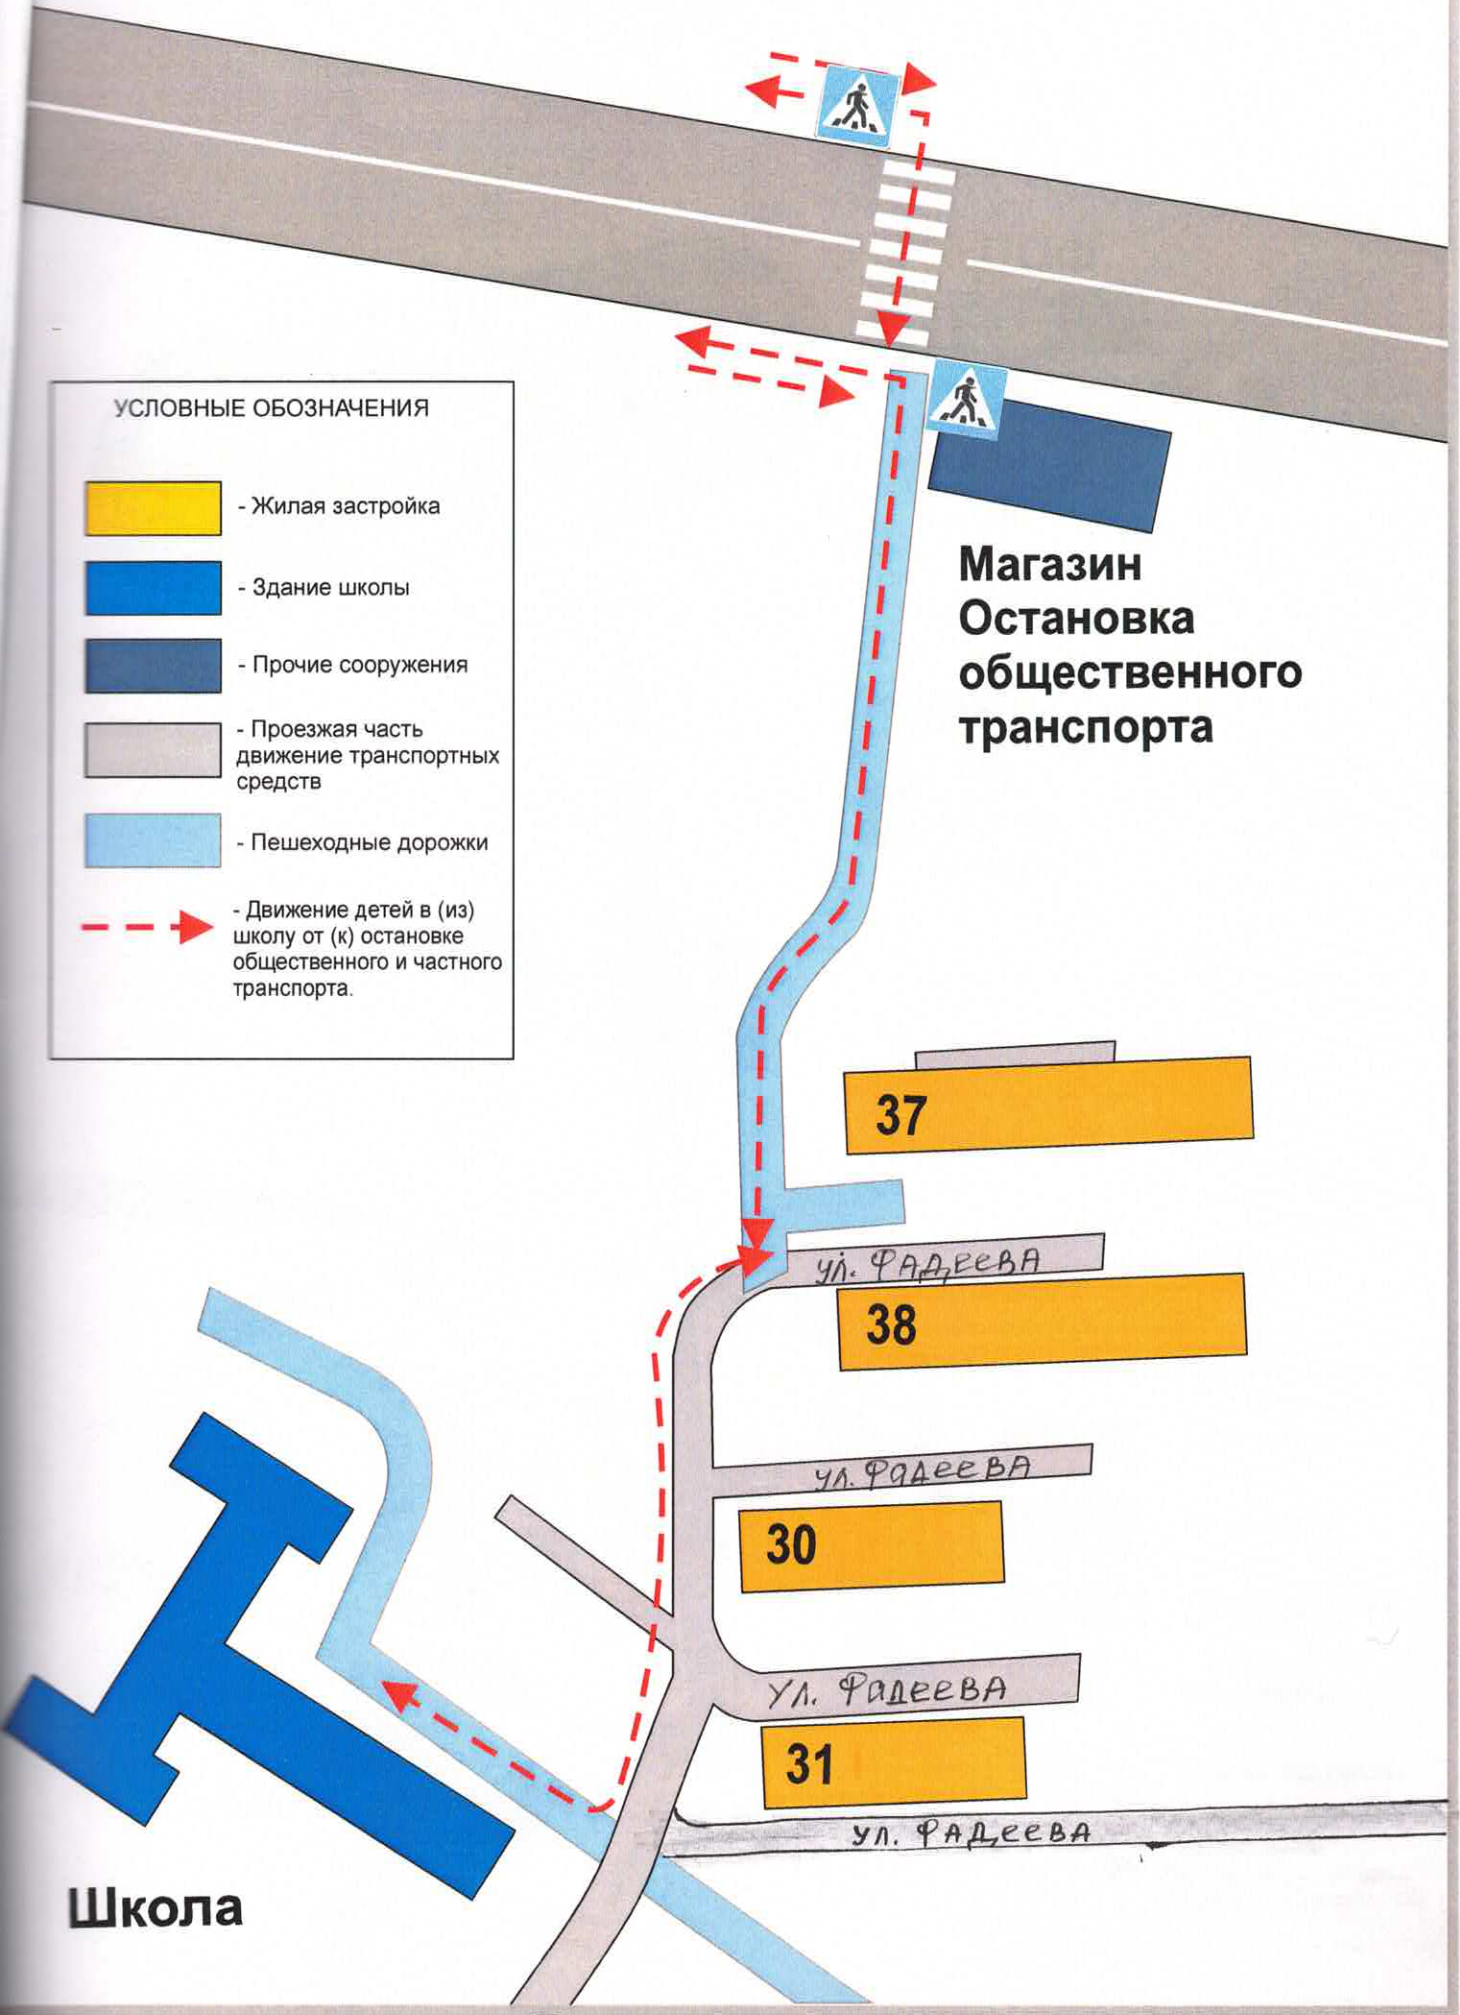 УСЛОВНЫЕ ОБОЗНАЧЕНИЯ
- Жилая застройка
- Здание школы
- Прочие сооружения
- Проезжая часть
движение транспортных
средств
- Пешеходные дорожки
- Движение детей в (из)
школу от (к) остановке
общественного и частного
транспорта.
Магазин
Остановка
общественного
транспорта
37
ул. ФАДЕЕВА
38
ул. ФадеевА
30
Ул. ФадеевА
31
ул. ФАДееВА
Школа